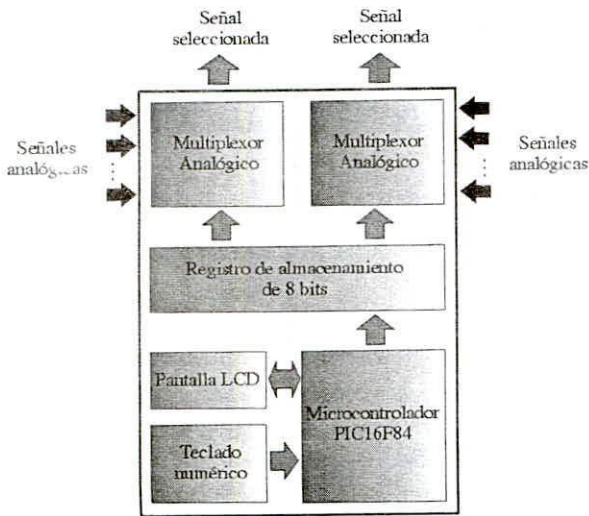 Señal
seleccionada
Señal
seleccionada
Multiplexor
Analógico
Multiplexor
Analógico
Señales
Señales
analógicas
Registro de almacenamiento
de 8 bits
Pantalla LCD
Microcontrolador
PIC16F84
Teclado
numérico